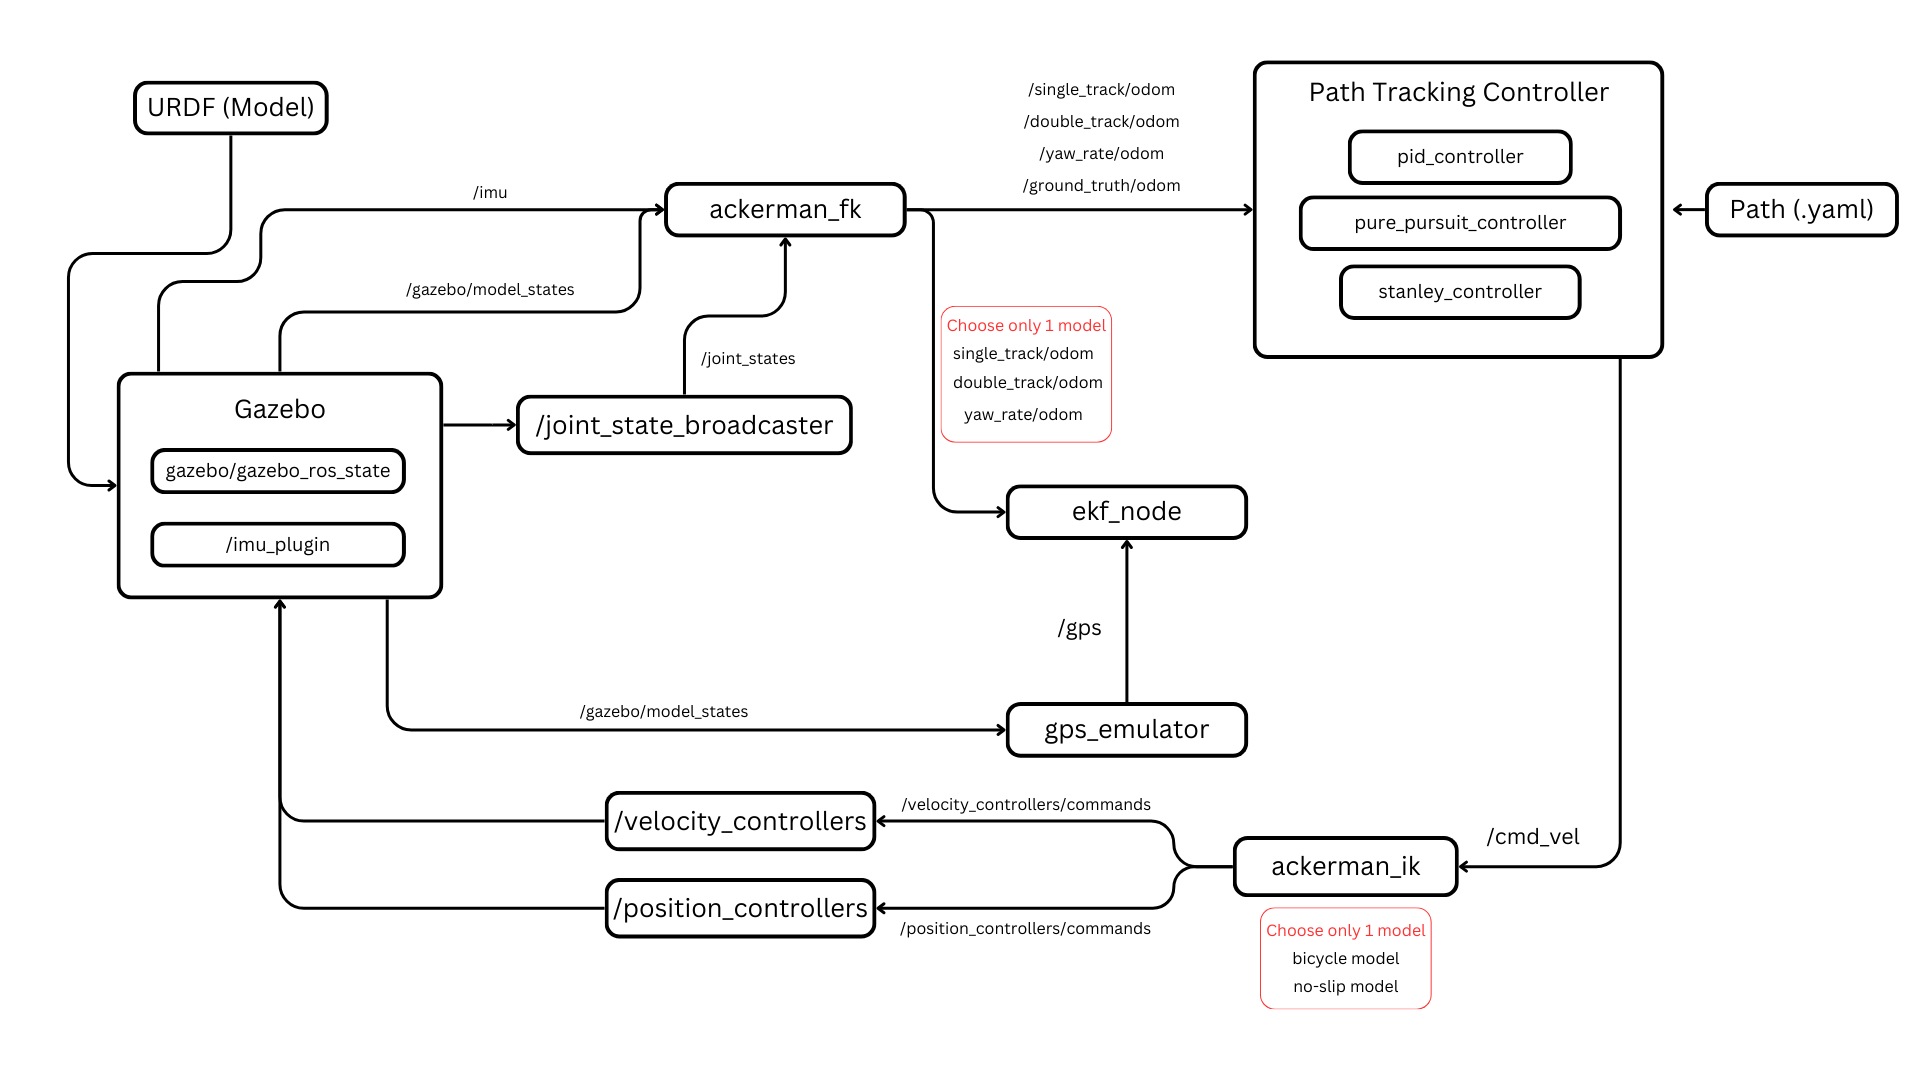 URDF (Model)
/imu
/gazebo/model_states
ackerman_fk
/single_track/odom
/double_track/odom
/yaw_rate/odom
/ground_truth/odom
Path Tracking Controller
pid_controller
pure_pursuit_controller
stanley_controller
Path (.yaml)
/joint_states
Gazebo
gazebo/gazebo_ros_state
/imu_plugin
/joint_state_broadcaster
Choose only 1 model
single_track/odom
double_track/odom
yaw_rate/odom
ekf_node
/gps
/gazebo/model_states
gps_emulator
/velocity_controllers
/velocity_controllers/commands
/position_controllers
/position_controllers/commands
ackerman_ik
/cmd_vel
Choose only 1 model
bicycle model
no-slip model